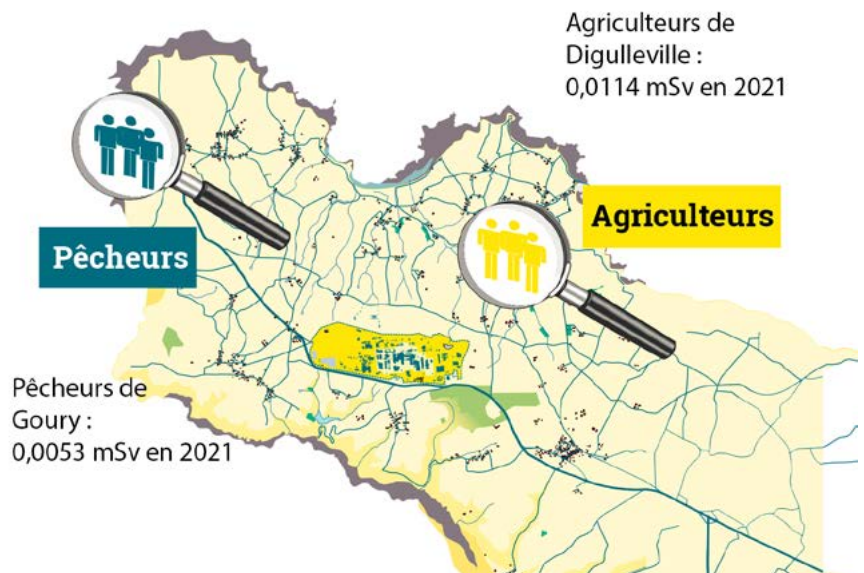 Agriculteurs de
Digulleville :
0,0114 mSv en 2021
Agriculteurs
Pêcheurs
Pêcheurs de
Goury :
0,0053 mSv en 2021